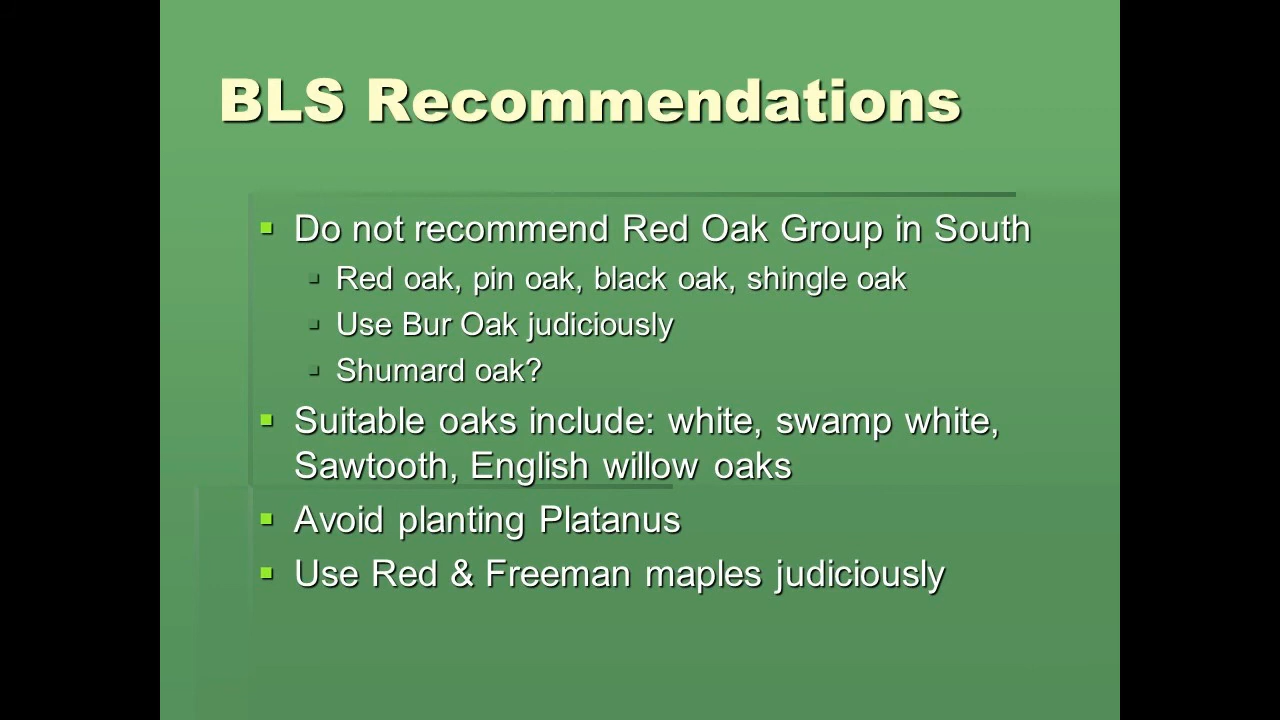 BLS Recommendations
Do not recommend Red Oak Group in South
Red oak, pin oak, black oak, shingle oak
Use Bur Oak judiciously
Shumard oak?
Suitable oaks include: white, swamp white,
Sawtooth, English willow oaks
Avoid planting Platanus
Use Red & Freeman maples judiciously